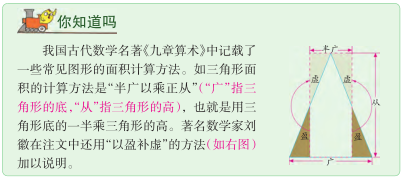 你知道吗
我国古代数学名著《九章算术》中记载了
一些常见图形的面积计算方法。如三角形面
积的计算方法是“半广以乘正从”(“广”指三
角形的底,“从”指三角形的高),也就是用三
角形底的一半乘三角形的高。著名数学家刘
徽在注文中还用“以盈补虚”的方法(如右图)
加以说明。
半广
虚
虚
从
盈
盈
广